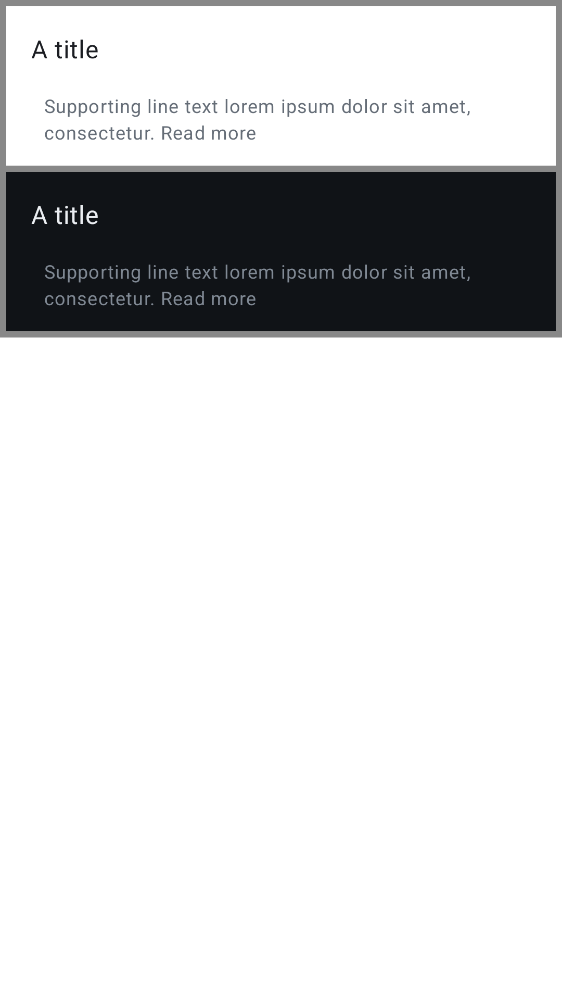 A title
Supporting line text lorem ipsum dolor sit amet,
consectetur. Read more
A title
Supporting line text lorem ipsum dolor sit amet,
consectetur. Read more